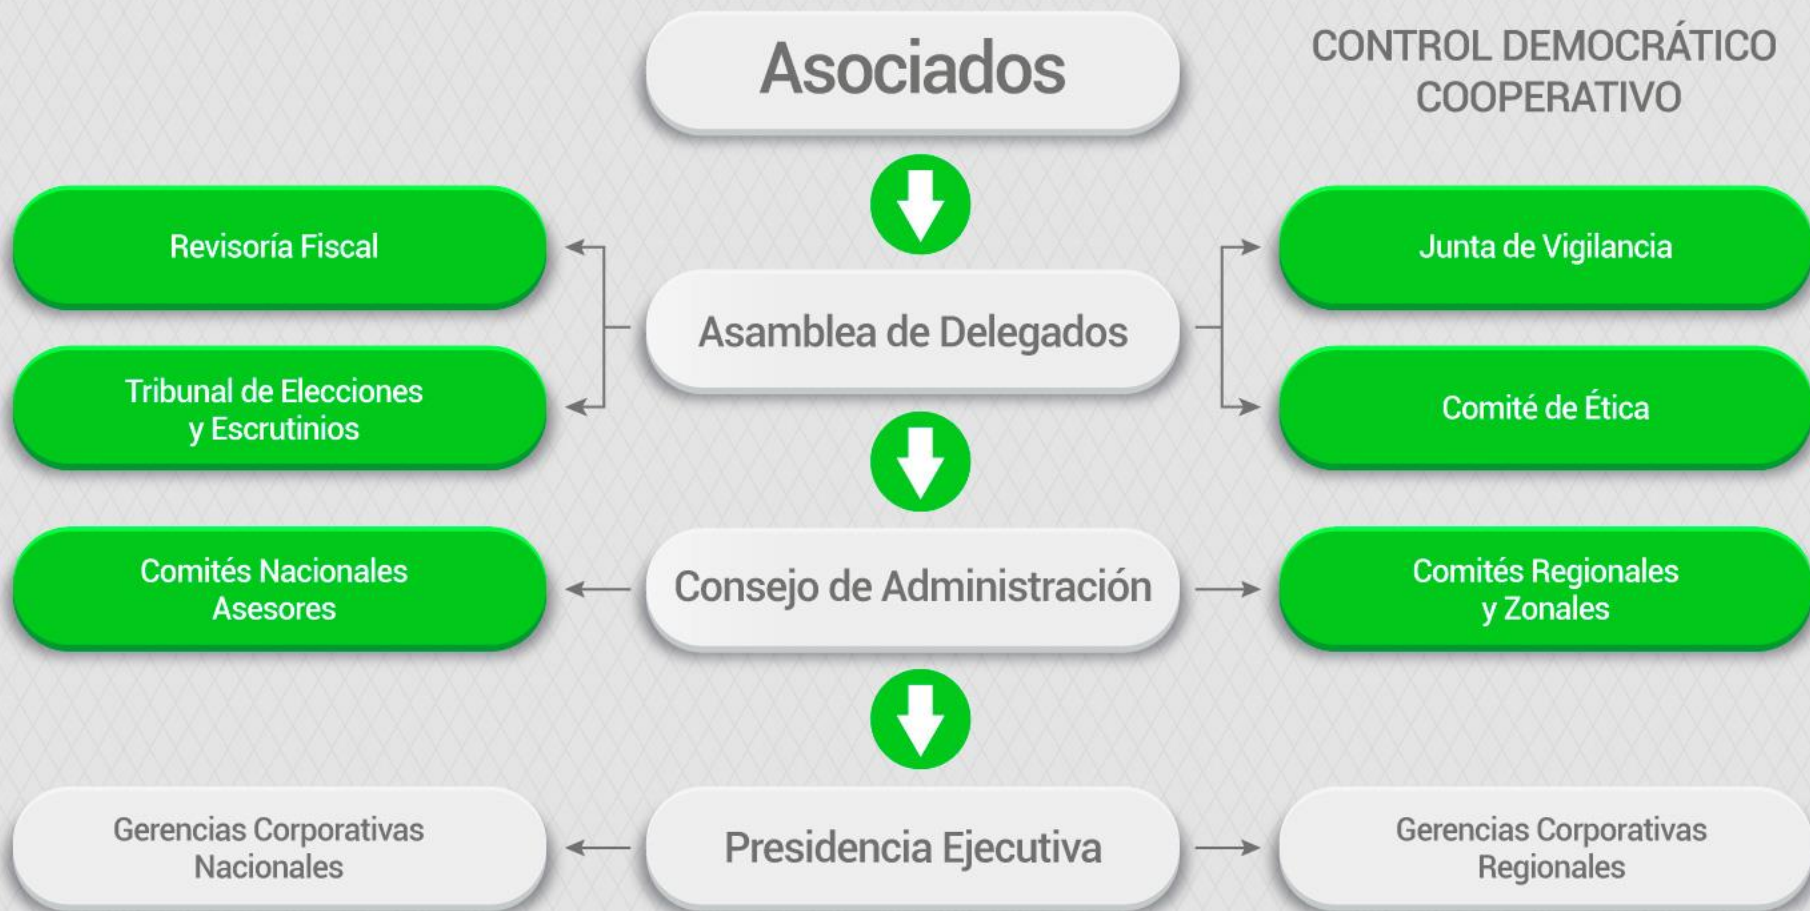 Asociados
CONTROL DEMOCRÁTICO
COOPERATIVO
Revisoría Fiscal
Junta de Vigilancia
Asamblea de Delegados
Tribunal de Elecciones
y Escrutinios
Comité de Ética
Comités Nacionales
Asesores
Consejo de Administración
Comités Regionales
y Zonales
Gerencias Corporativas
Nacionales
Presidencia Ejecutiva
Gerencias Corporativas
Regionales